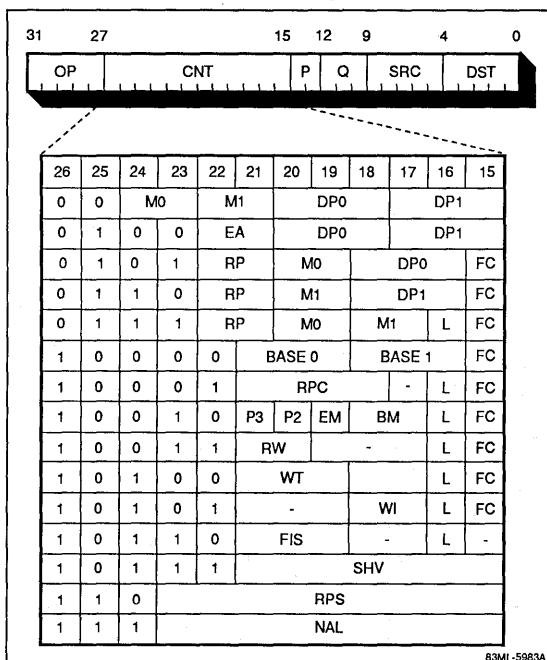 31 27 15 12 9 4 0
OP CNT P Q SRC DST
26 25 24 23 22 21 20 19 18 17 16 15
0 0 M0 M1 DP0 DP1
0 1 0 0 EA DP0 DP1
0 1 0 1 RP M0 DP0 FC
0 1 1 0 RP M1 DP1 FC
0 1 1 1 RP M0 M1 L FC
1 0 0 0 0 BASE 0 BASE 1 FC
1 0 0 0 1 RPC - L FC
1 0 0 1 0 P3 P2 EM BM L FC
1 0 0 1 1 RW - L FC
1 0 1 0 0 WT L FC
1 0 1 0 1 - WI L FC
1 0 1 1 0 FIS - L -
1 0 1 1 1 SHV
1 1 0 RPS
1 1 1 NAL
83ML-5983A